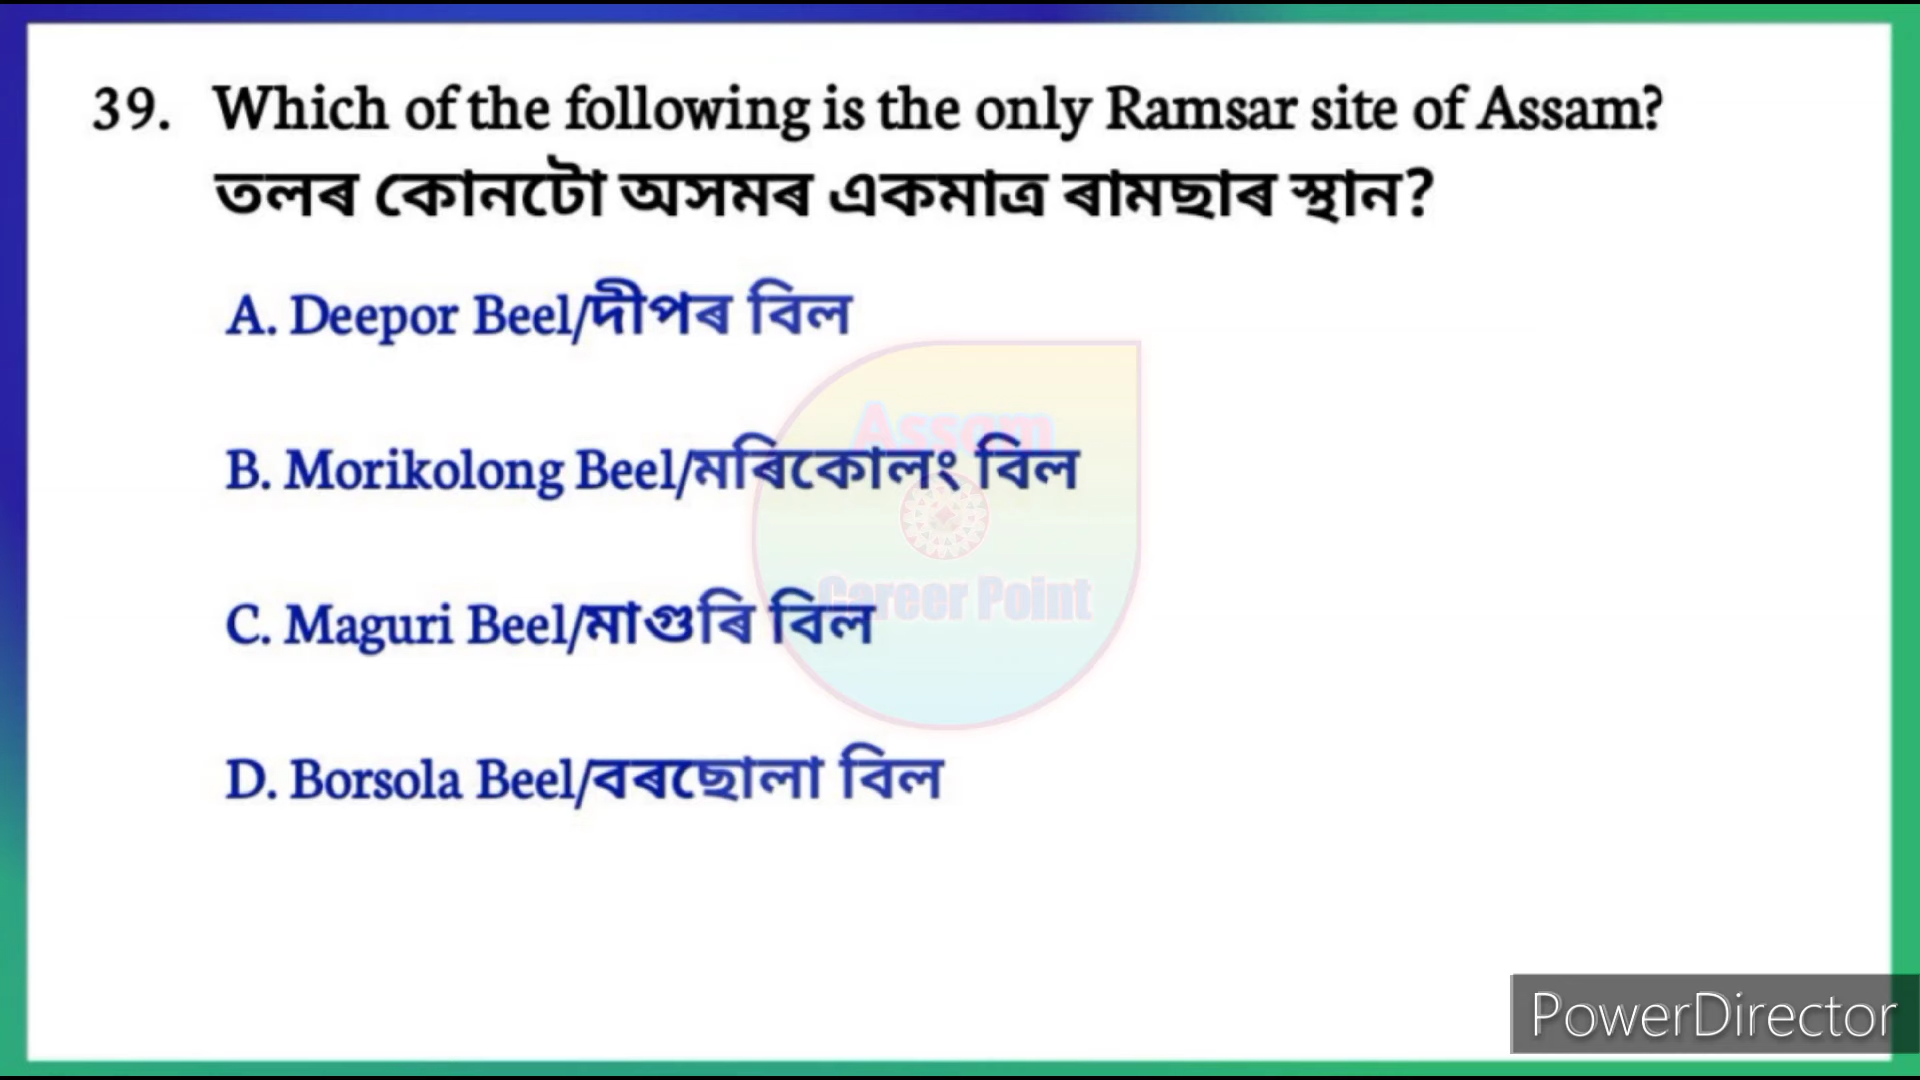 39. Which of the following is the only Ramsar site of Assam?
তলৰ কোনটো অসমৰ একমাত্ৰ ৰামছাৰ স্থান?
A. Deepor Beel/দীপৰ বিল
B. Morikolong Beel/মৰিকোলং বিল
C. Maguri Beel/মাগুৰি বিল
D. Borsola Beel/বৰছোলা বিল
Assam
Career Point
PowerDirector